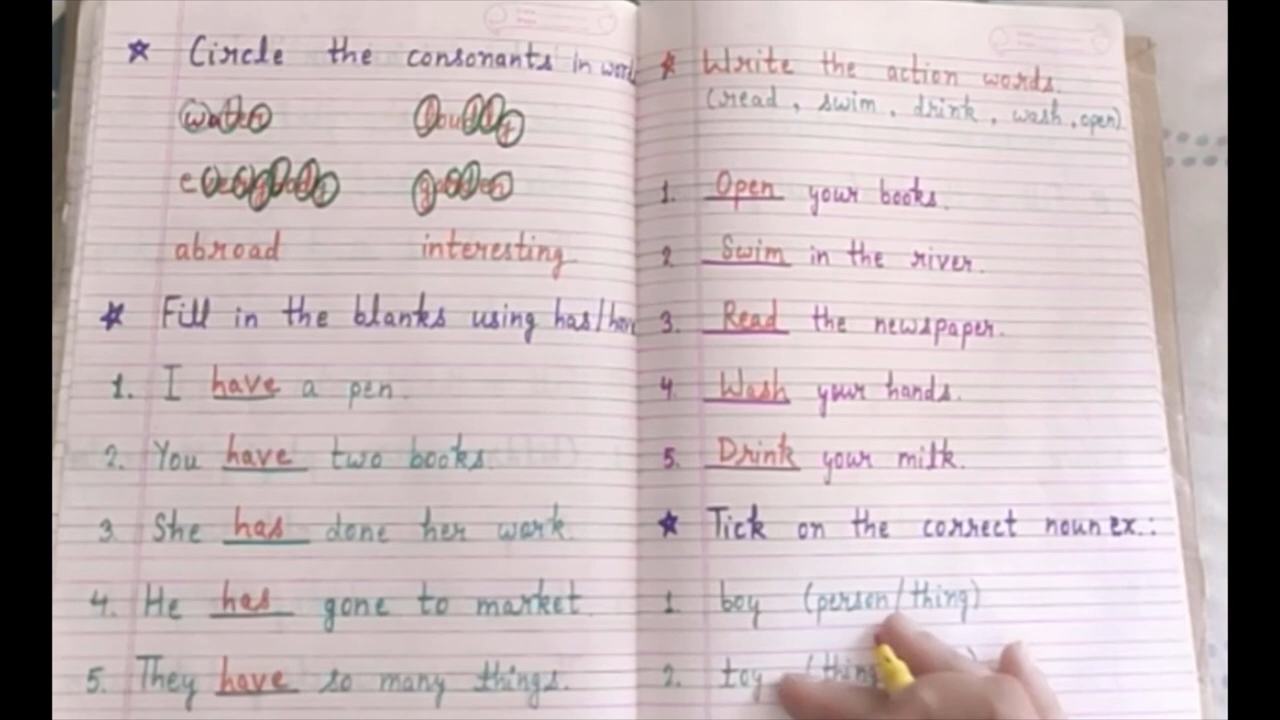 ★ Circle the consonants in
water
garden
abroad interesting
★ Fill in the blanks using has/have
1. I have a pen.
2. You have two books.
3. She has done her work.
4. He has gone to market.
5. They have so many things.
★ Write the action words.
(read, swim, drink, wash, open)
1. Open your books.
2. Swim in the river.
3. Read the newspaper.
4. Wash your hands.
5. Drink your milk.
★ Tick on the correct noun ex.:
1. boy (person/thing)
2. toy (thing